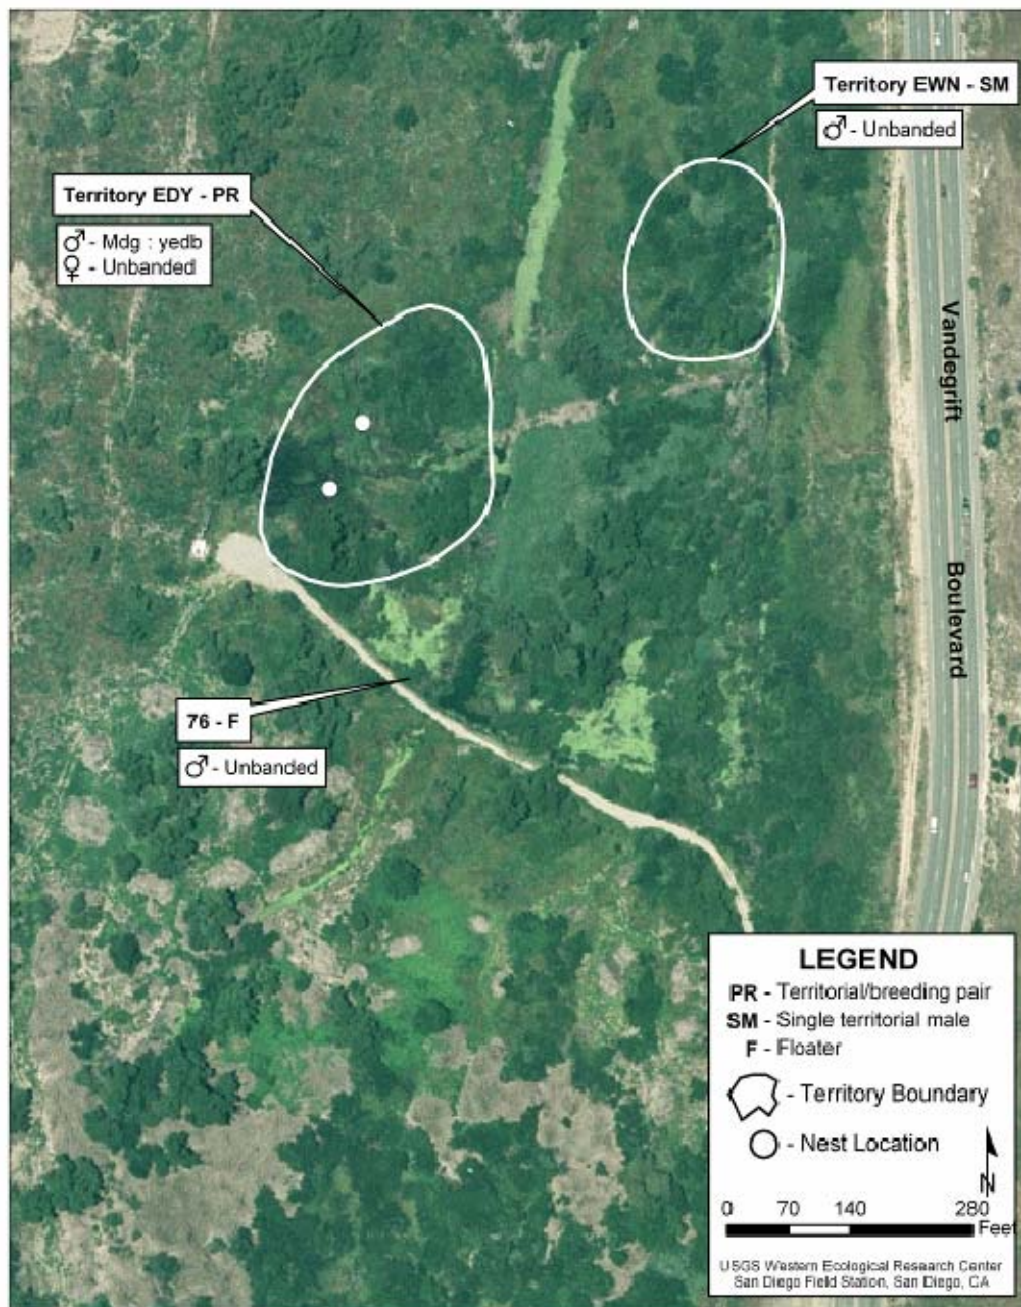 Territory EWN - SM
♂ - Unbanded
Territory EDY - PR
♂ - Mdg : yedb
♀ - Unbanded
Vandegrift
Boulevard
76 - F
♂ - Unbanded
LEGEND
PR - Territorial/breeding pair
SM - Single territorial male
F - Floater
- Territory Boundary
- Nest Location
N
0 70 140 280
Feet
USGS Western Ecological Research Center
San Diego Field Station, San Diego, CA